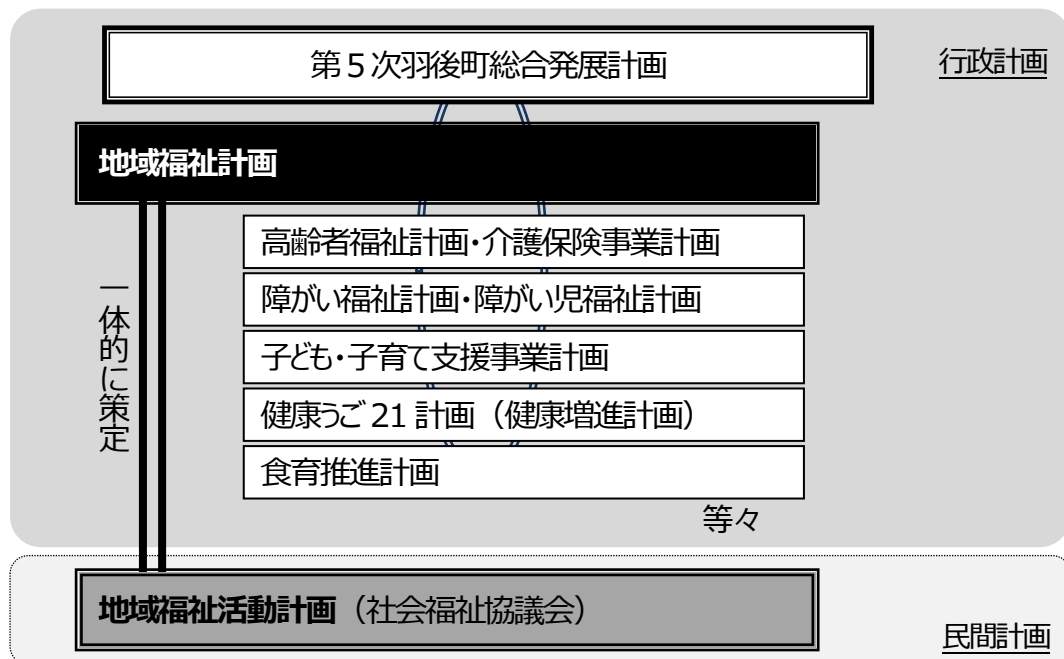 第5次羽後町総合発展計画
行政計画
地域福祉計画
高齢者福祉計画・介護保険事業計画
障がい福祉計画・障がい児福祉計画
子ども・子育て支援事業計画
健康うご21計画（健康増進計画）
食育推進計画
等々
一体的に策定
地域福祉活動計画（社会福祉協議会）
民間計画